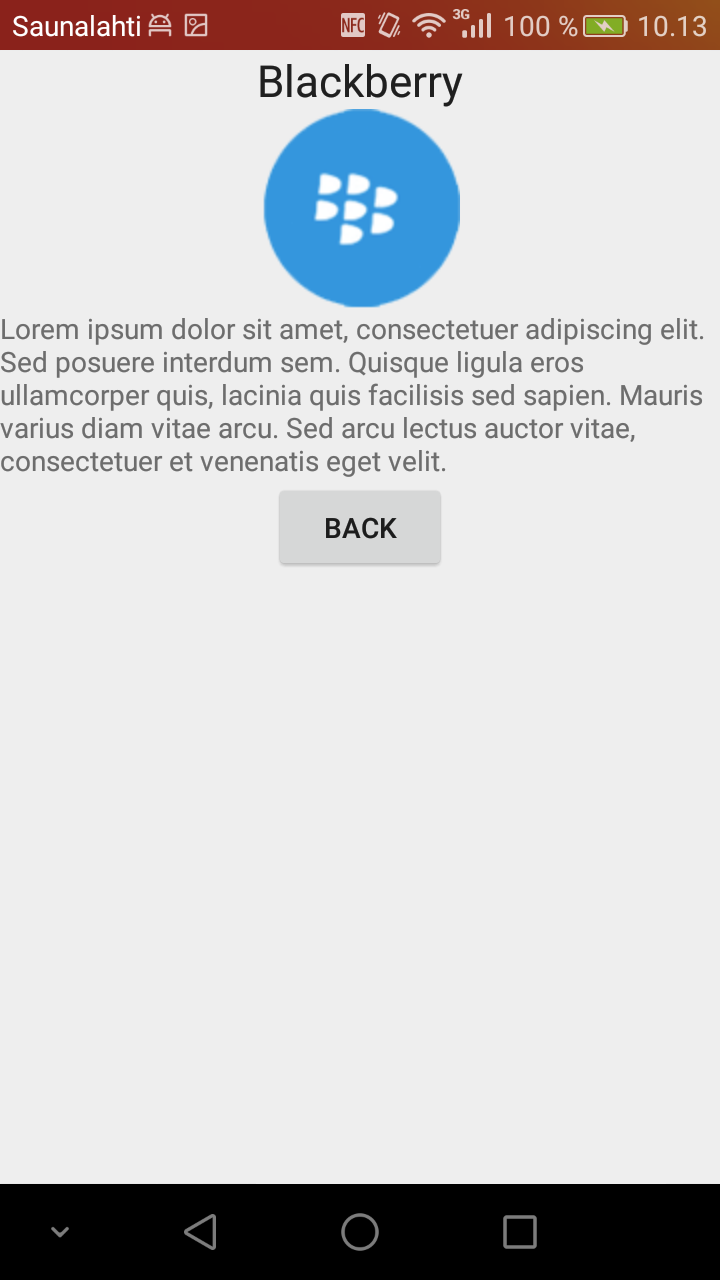 Saunalahti NFC 3G 100 % 10.13
Blackberry
Lorem ipsum dolor sit amet, consectetuer adipiscing elit.
Sed posuere interdum sem. Quisque ligula eros
ullamcorper quis, lacinia quis facilisis sed sapien. Mauris
varius diam vitae arcu. Sed arcu lectus auctor vitae,
consectetuer et venenatis eget velit.
BACK